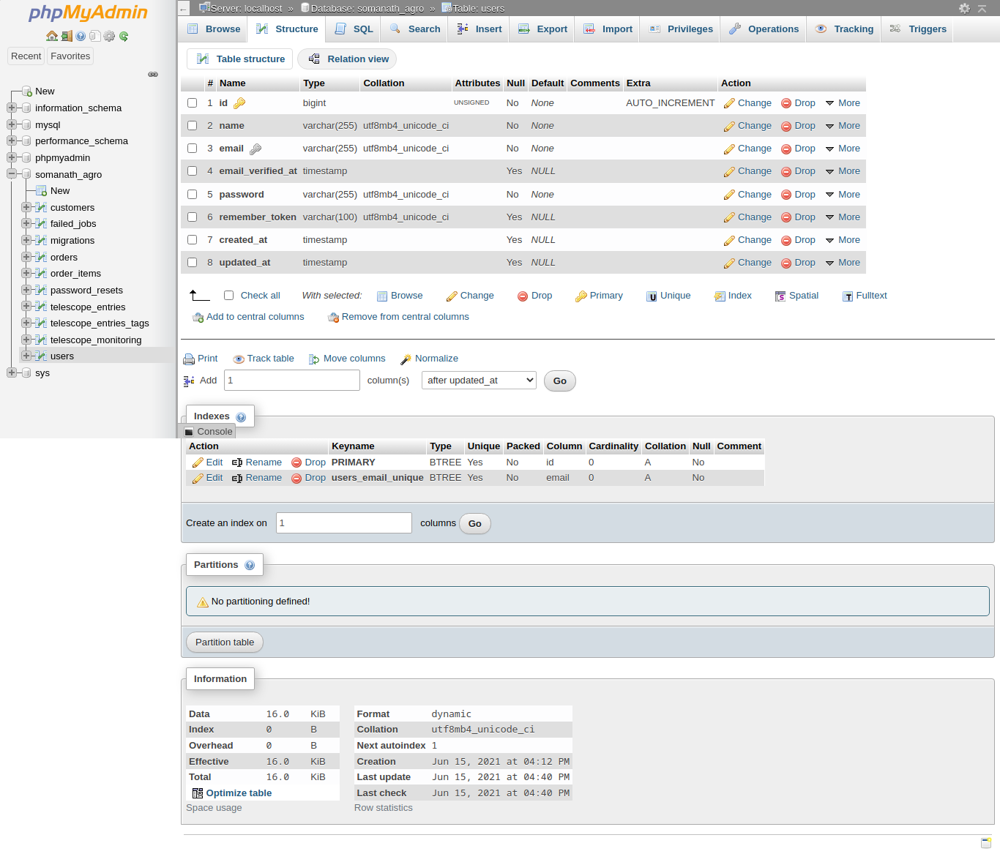 phpMyAdmin
Recent Favorites
New
information_schema
mysql
performance_schema
phpmyadmin
somanath_agro
New
customers
failed_jobs
migrations
orders
order_items
password_resets
telescope_entries
telescope_entries_tags
telescope_monitoring
users
sys
← Server: localhost » Database: somanath_agro » Table: users
Browse Structure SQL Search Insert Export Import Privileges Operations Tracking Triggers
Table structure Relation view
# Name Type Collation Attributes Null Default Comments Extra Action
1 id bigint UNSIGNED No None AUTO_INCREMENT Change Drop More
2 name varchar(255) utf8mb4_unicode_ci No None Change Drop More
3 email varchar(255) utf8mb4_unicode_ci No None Change Drop More
4 email_verified_at timestamp Yes NULL Change Drop More
5 password varchar(255) utf8mb4_unicode_ci No None Change Drop More
6 remember_token varchar(100) utf8mb4_unicode_ci Yes NULL Change Drop More
7 created_at timestamp Yes NULL Change Drop More
8 updated_at timestamp Yes NULL Change Drop More
Check all With selected: Browse Change Drop Primary Unique Index Spatial Fulltext
Add to central columns Remove from central columns
Print Track table Move columns Normalize
Add 1 column(s) after updated_at Go
Indexes
Console
Action Keyname Type Unique Packed Column Cardinality Collation Null Comment
Edit Rename Drop PRIMARY BTREE Yes No id 0 A No
Edit Rename Drop users_email_unique BTREE Yes No email 0 A No
Create an index on 1 columns Go
Partitions
No partitioning defined!
Partition table
Information
Data 16.0 KiB
Index 0 B
Overhead 0 B
Effective 16.0 KiB
Total 16.0 KiB
Optimize table
Space usage
Format dynamic
Collation utf8mb4_unicode_ci
Next autoindex 1
Creation Jun 15, 2021 at 04:12 PM
Last update Jun 15, 2021 at 04:40 PM
Last check Jun 15, 2021 at 04:40 PM
Row statistics